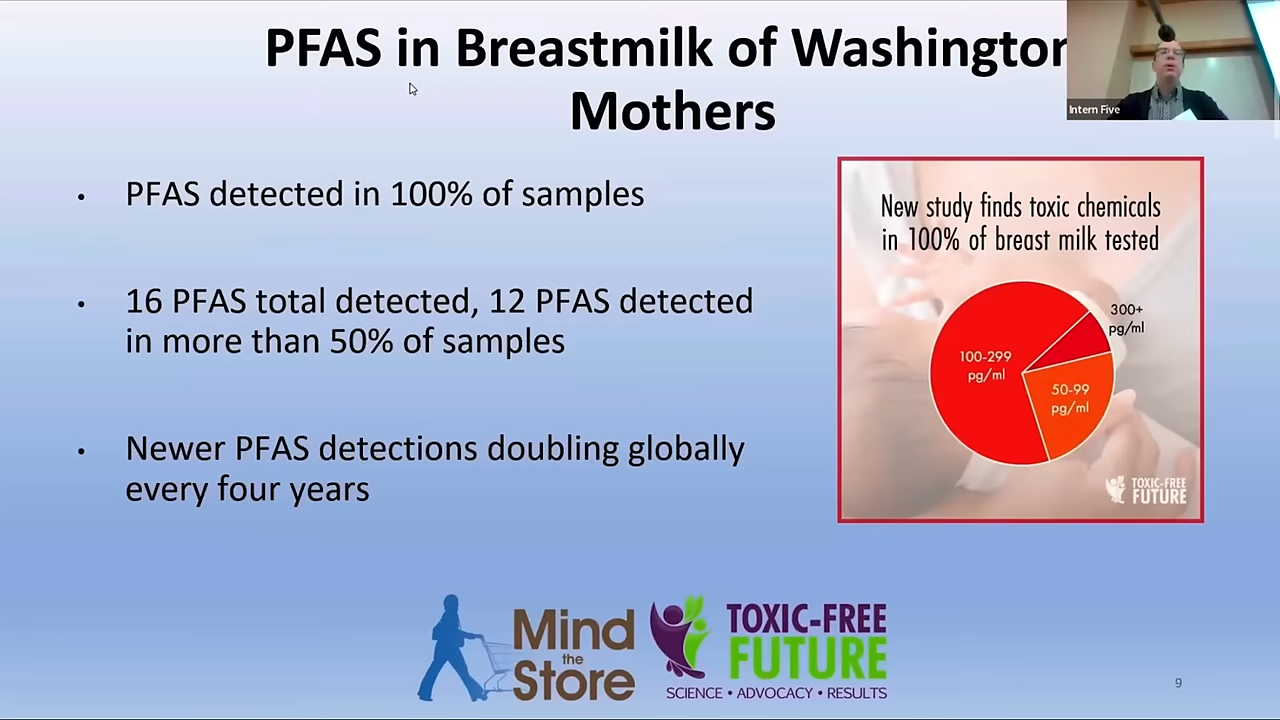 PFAS in Breastmilk of Washington
Mothers
Intern Five
• PFAS detected in 100% of samples
• 16 PFAS total detected, 12 PFAS detected
in more than 50% of samples
• Newer PFAS detections doubling globally
every four years
New study finds toxic chemicals
in 100% of breast milk tested
300+
pg/ml
100-299
pg/ml
50-99
pg/ml
TOXIC-FREE
FUTURE
Mind
the
Store
TOXIC-FREE
FUTURE
SCIENCE • ADVOCACY • RESULTS
9